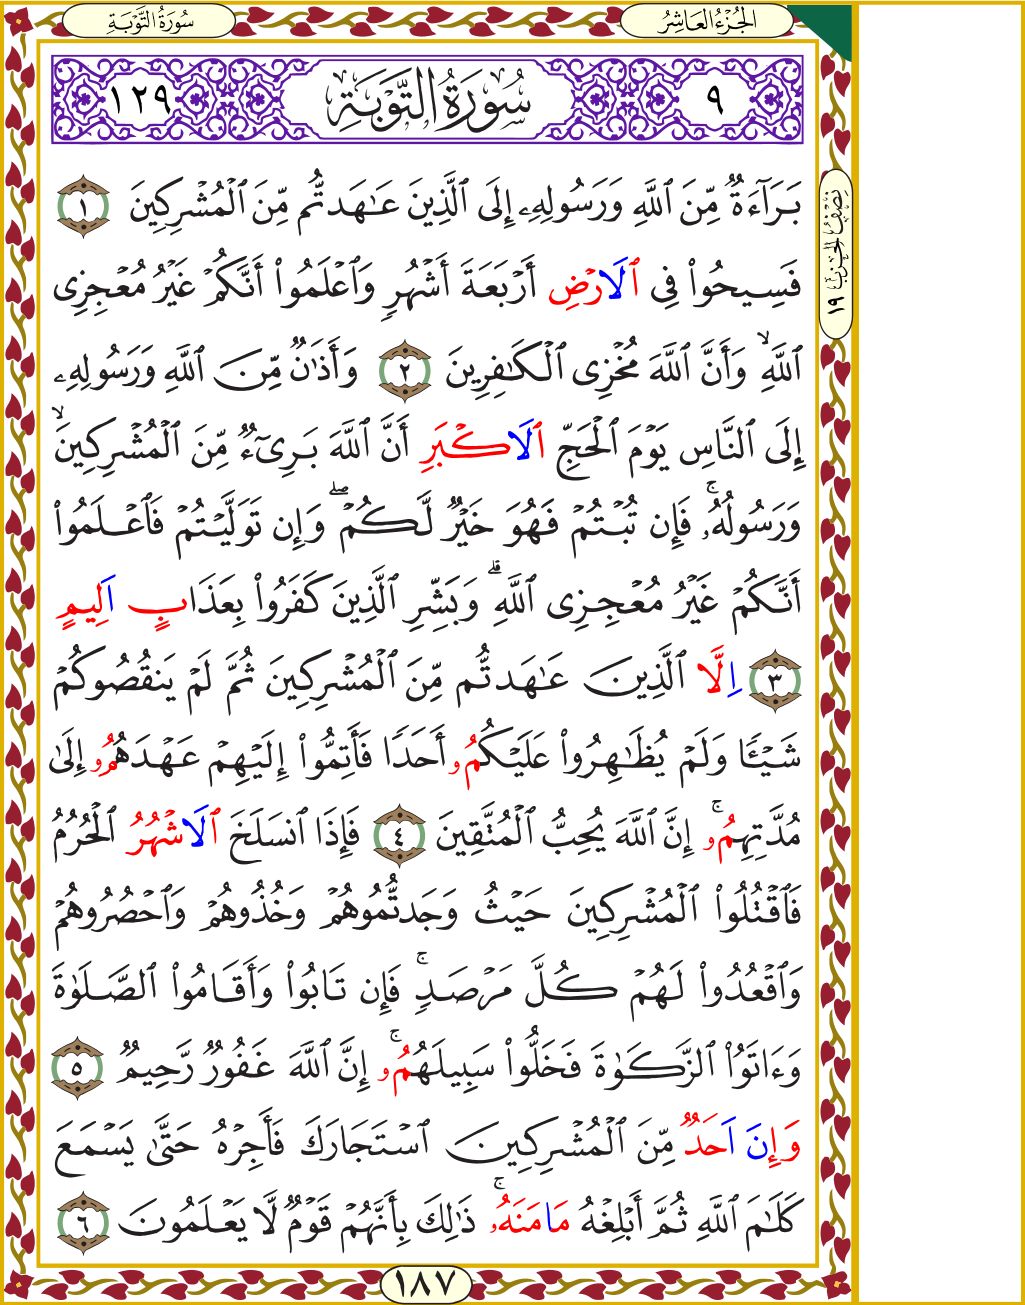 الجُزْءُ العَاشِرُ
سُورَةُ التَّوْبَةِ
٩
سُورَةُ التَّوْبَةِ
١٢٩
بَرَآءَةٌ مِّنَ ٱللَّهِ وَرَسُولِهِۦ إِلَى ٱلَّذِينَ عَٰهَدتُّم مِّنَ ٱلْمُشْرِكِينَ ١
فَسِيحُوا۟ فِى ٱلَارْضِ أَرْبَعَةَ أَشْهُرٍ وَٱعْلَمُوٓا۟ أَنَّكُمْ غَيْرُ مُعْجِزِى
ٱللَّهِۙ وَأَنَّ ٱللَّهَ مُخْزِى ٱلْكَٰفِرِينَ ٢ وَأَذَٰنٌ مِّنَ ٱللَّهِ وَرَسُولِهِۦ
إِلَى ٱلنَّاسِ يَوْمَ ٱلْحَجِّ ٱلَاكْبَرِ أَنَّ ٱللَّهَ بَرِىٓءٌ مِّنَ ٱلْمُشْرِكِينَۙ
وَرَسُولُهُۥۚ فَإِن تُبْتُمْ فَهُوَ خَيْرٌ لَّكُمْۖ وَإِن تَوَلَّيْتُمْ فَٱعْلَمُوٓا۟
أَنَّكُمْ غَيْرُ مُعْجِزِى ٱللَّهِۗ وَبَشِّرِ ٱلَّذِينَ كَفَرُوا۟ بِعَذَابٍ اَلِيمٍ
٣ اِلَّا ٱلَّذِينَ عَٰهَدتُّم مِّنَ ٱلْمُشْرِكِينَ ثُمَّ لَمْ يَنقُصُوكُمْ
شَيْـًٔا وَلَمْ يُظَٰهِرُوا۟ عَلَيْكُمُۥ أَحَدًا فَأَتِمُّوٓا۟ إِلَيْهِمْ عَهْدَهُمُۥ إِلَىٰ
مُدَّتِهِمُۥۚ إِنَّ ٱللَّهَ يُحِبُّ ٱلْمُتَّقِينَ ٤ فَإِذَا ٱنسَلَخَ ٱلَاشْهُرُ ٱلْحُرُمُ
فَٱقْتُلُوا۟ ٱلْمُشْرِكِينَ حَيْثُ وَجَدتُّمُوهُمْ وَخُذُوهُمْ وَٱحْصُرُوهُمْ
وَٱقْعُدُوا۟ لَهُمْ كُلَّ مَرْصَدٍۚ فَإِن تَابُوا۟ وَأَقَامُوا۟ ٱلصَّلَوٰةَ
وَءَاتَوُا۟ ٱلزَّكَوٰةَ فَخَلُّوا۟ سَبِيلَهُمُۥۚ إِنَّ ٱللَّهَ غَفُورٌ رَّحِيمٌ ٥
وَإِنَ اَحَدٌ مِّنَ ٱلْمُشْرِكِينَ ٱسْتَجَارَكَ فَأَجِرْهُ حَتَّىٰ يَسْمَعَ
كَلَٰمَ ٱللَّهِ ثُمَّ أَبْلِغْهُ مَامَنَهُۥۚ ذَٰلِكَ بِأَنَّهُمْ قَوْمٌ لَّا يَعْلَمُونَ ٦
نِصْفُ الحِزْبِ ١٩
١٨٧